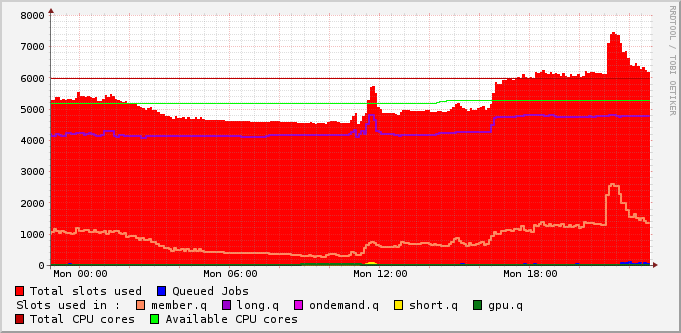 RRDTOOL / TOBI OETIKER
8000
7000
6000
5000
4000
3000
2000
1000
0
Mon 00:00 Mon 06:00 Mon 12:00 Mon 18:00
Total slots used Queued Jobs
Slots used in : member.q long.q ondemand.q short.q gpu.q
Total CPU cores Available CPU cores